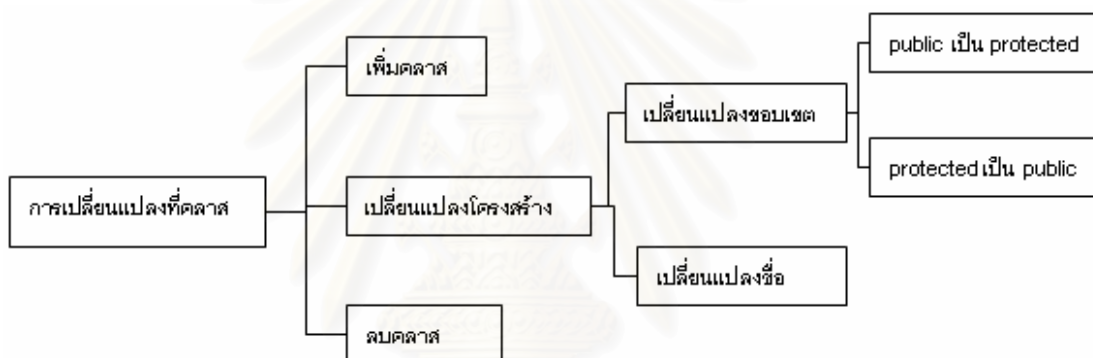 public เป็น protected
เพิ่มคลาส
เปลี่ยนแปลงขอบเขต
protected เป็น public
การเปลี่ยนแปลงที่คลาส
เปลี่ยนแปลงโครงสร้าง
เปลี่ยนแปลงชื่อ
ลบคลาส